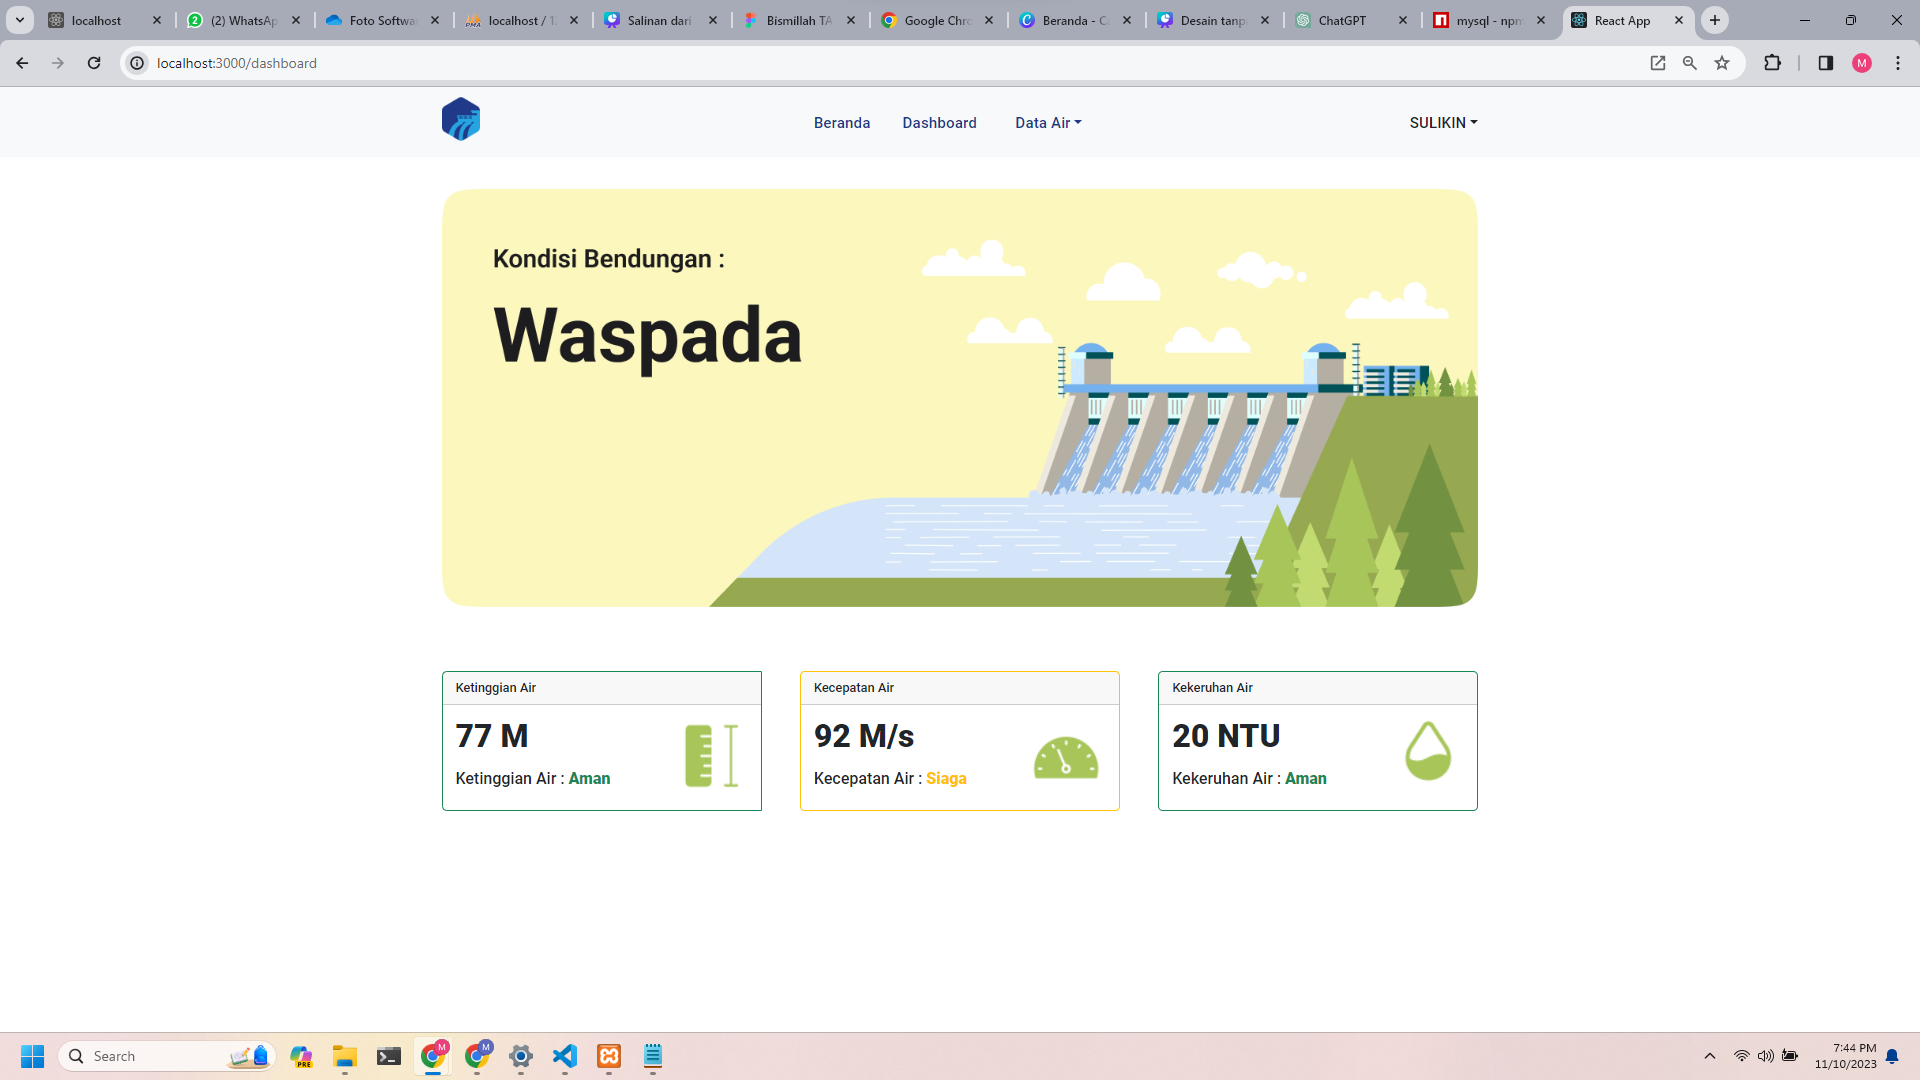 localhost
(2) WhatsAp
Foto Softwa
localhost / 1
Salinan dari
Bismillah TA
Google Chro
Beranda - C
Desain tanp
ChatGPT
mysql - npm
React App
localhost:3000/dashboard
M
Beranda
Dashboard
Data Air
SULIKIN
Kondisi Bendungan :
Waspada
Ketinggian Air
77 M
Ketinggian Air : Aman
Kecepatan Air
92 M/s
Kecepatan Air : Siaga
Kekeruhan Air
20 NTU
Kekeruhan Air : Aman
Search
PRE
M
M
7:44 PM
11/10/2023